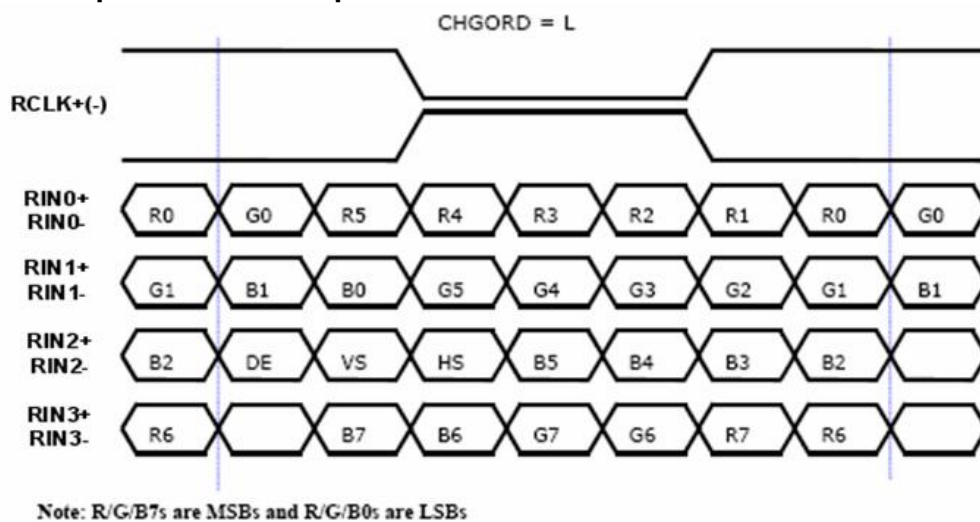 CHGORD = L
RCLK+(-)
RIN0+
RIN0-
R0 G0 R5 R4 R3 R2 R1 R0 G0
RIN1+
RIN1-
G1 B1 B0 G5 G4 G3 G2 G1 B1
RIN2+
RIN2-
B2 DE VS HS B5 B4 B3 B2
RIN3+
RIN3-
R6 B7 B6 G7 G6 R7 R6
Note: R/G/B7s are MSBs and R/G/B0s are LSBs